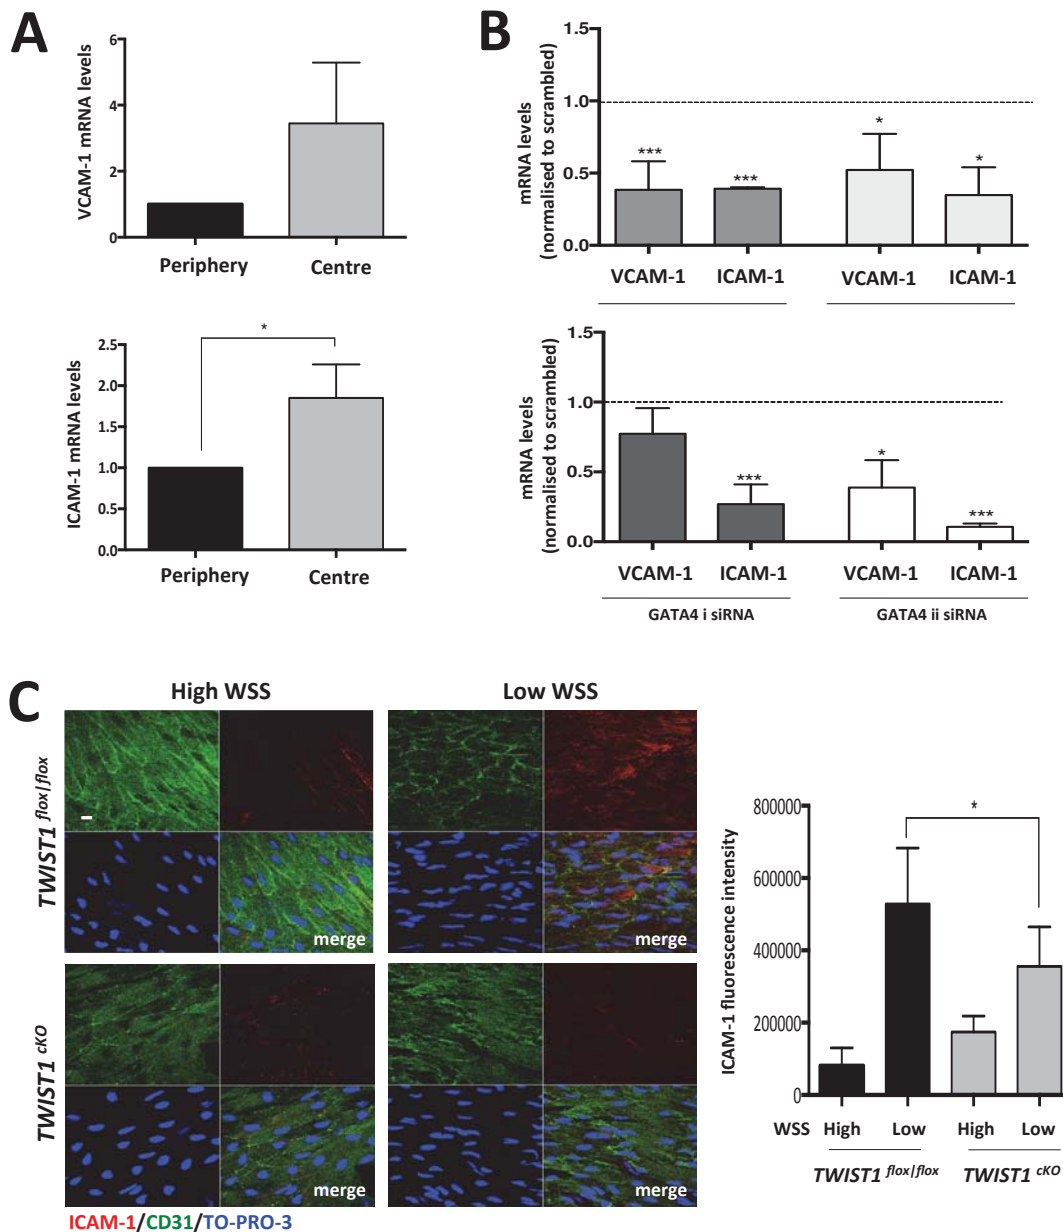 A
VCAM-1 mRNA levels
6
4
2
0
Periphery Centre
ICAM-1 mRNA levels
2.5
2.0
1.5
1.0
0.5
0.0
*
Periphery Centre
B
mRNA levels
(normalised to scrambled)
1.5
1.0
0.5
0.0
*** *** * *
VCAM-1 ICAM-1 VCAM-1 ICAM-1
mRNA levels
(normalised to scrambled)
1.5
1.0
0.5
0.0
*** * ***
VCAM-1 ICAM-1 VCAM-1 ICAM-1
GATA4 i siRNA GATA4 ii siRNA
C
High WSS Low WSS
TWIST1 flox/flox
merge merge
TWIST1 cKO
merge merge
ICAM-1/CD31/TO-PRO-3
ICAM-1 fluorescence intensity
800000
600000
400000
200000
0
*
WSS High Low High Low
TWIST1 flox/flox TWIST1 cKO